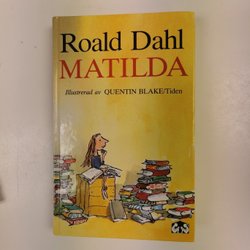 Roald Dahl
MATILDA
Illustrerad av QUENTIN BLAKE/Tiden